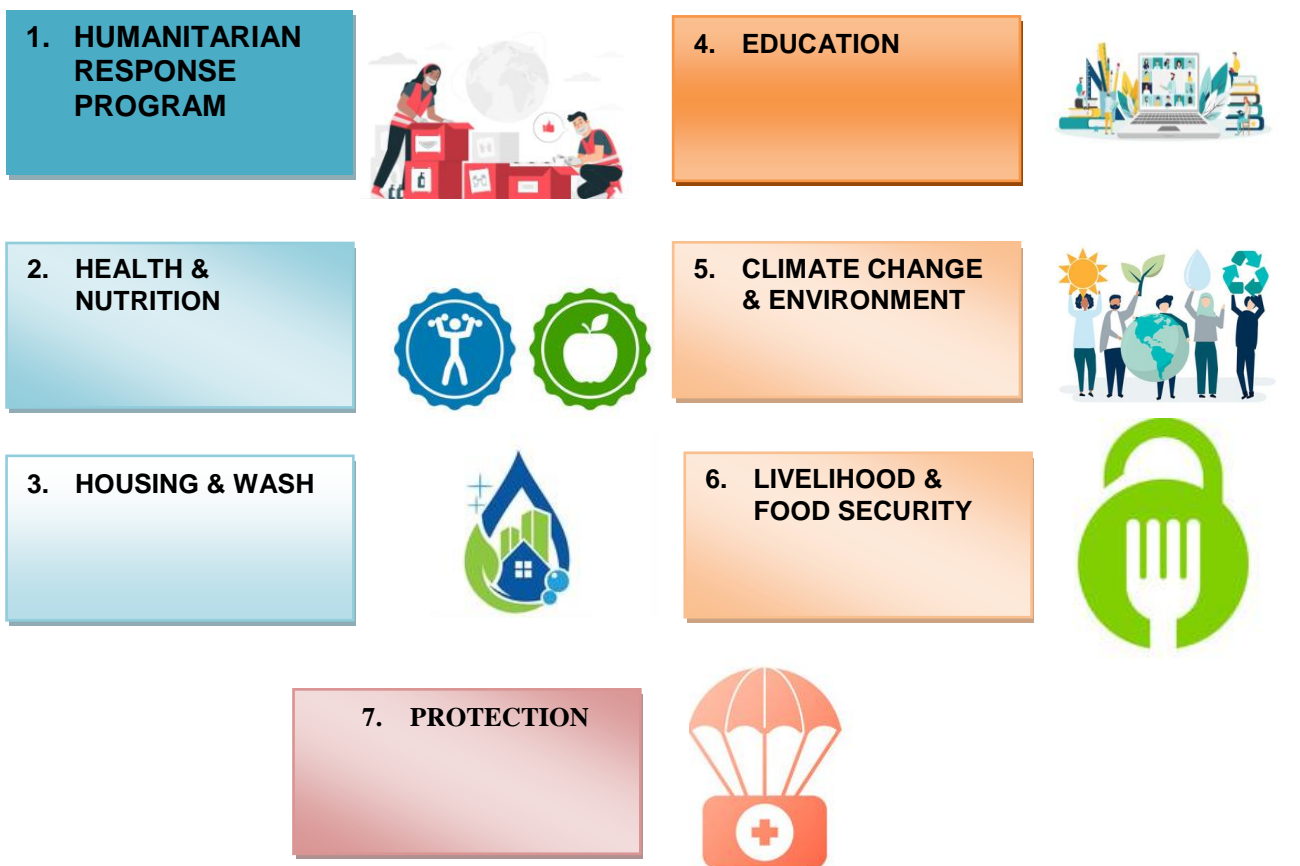 1. HUMANITARIAN
RESPONSE
PROGRAM
2. HEALTH &
NUTRITION
3. HOUSING & WASH
4. EDUCATION
5. CLIMATE CHANGE
& ENVIRONMENT
6. LIVELIHOOD &
FOOD SECURITY
7. PROTECTION